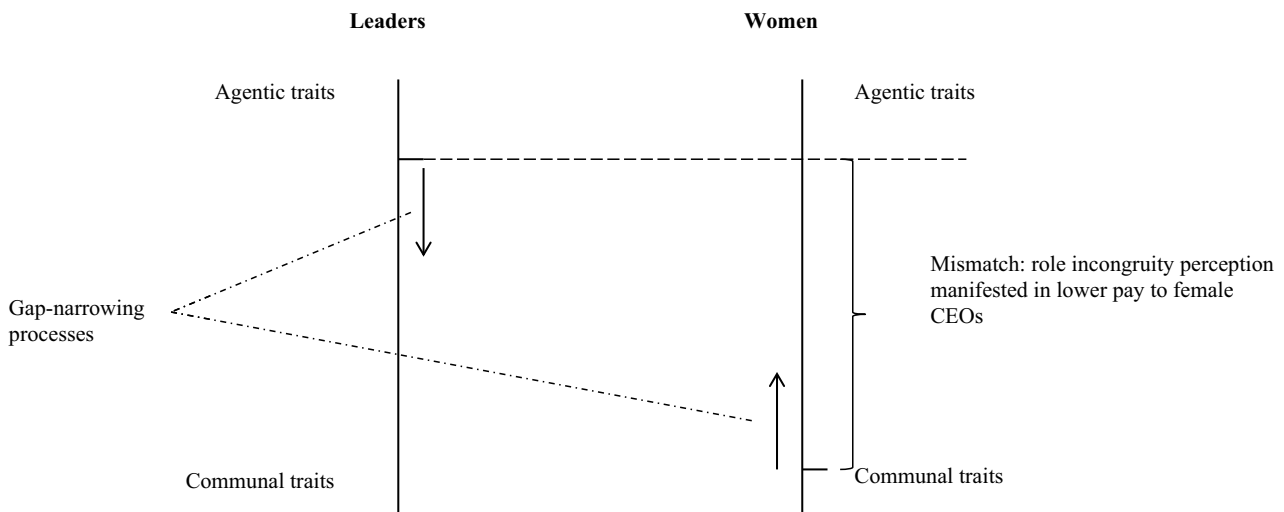 Leaders
Women
Agentic traits
Agentic traits
Mismatch: role incongruity perception
manifested in lower pay to female
CEOs
Gap-narrowing
processes
Communal traits
Communal traits